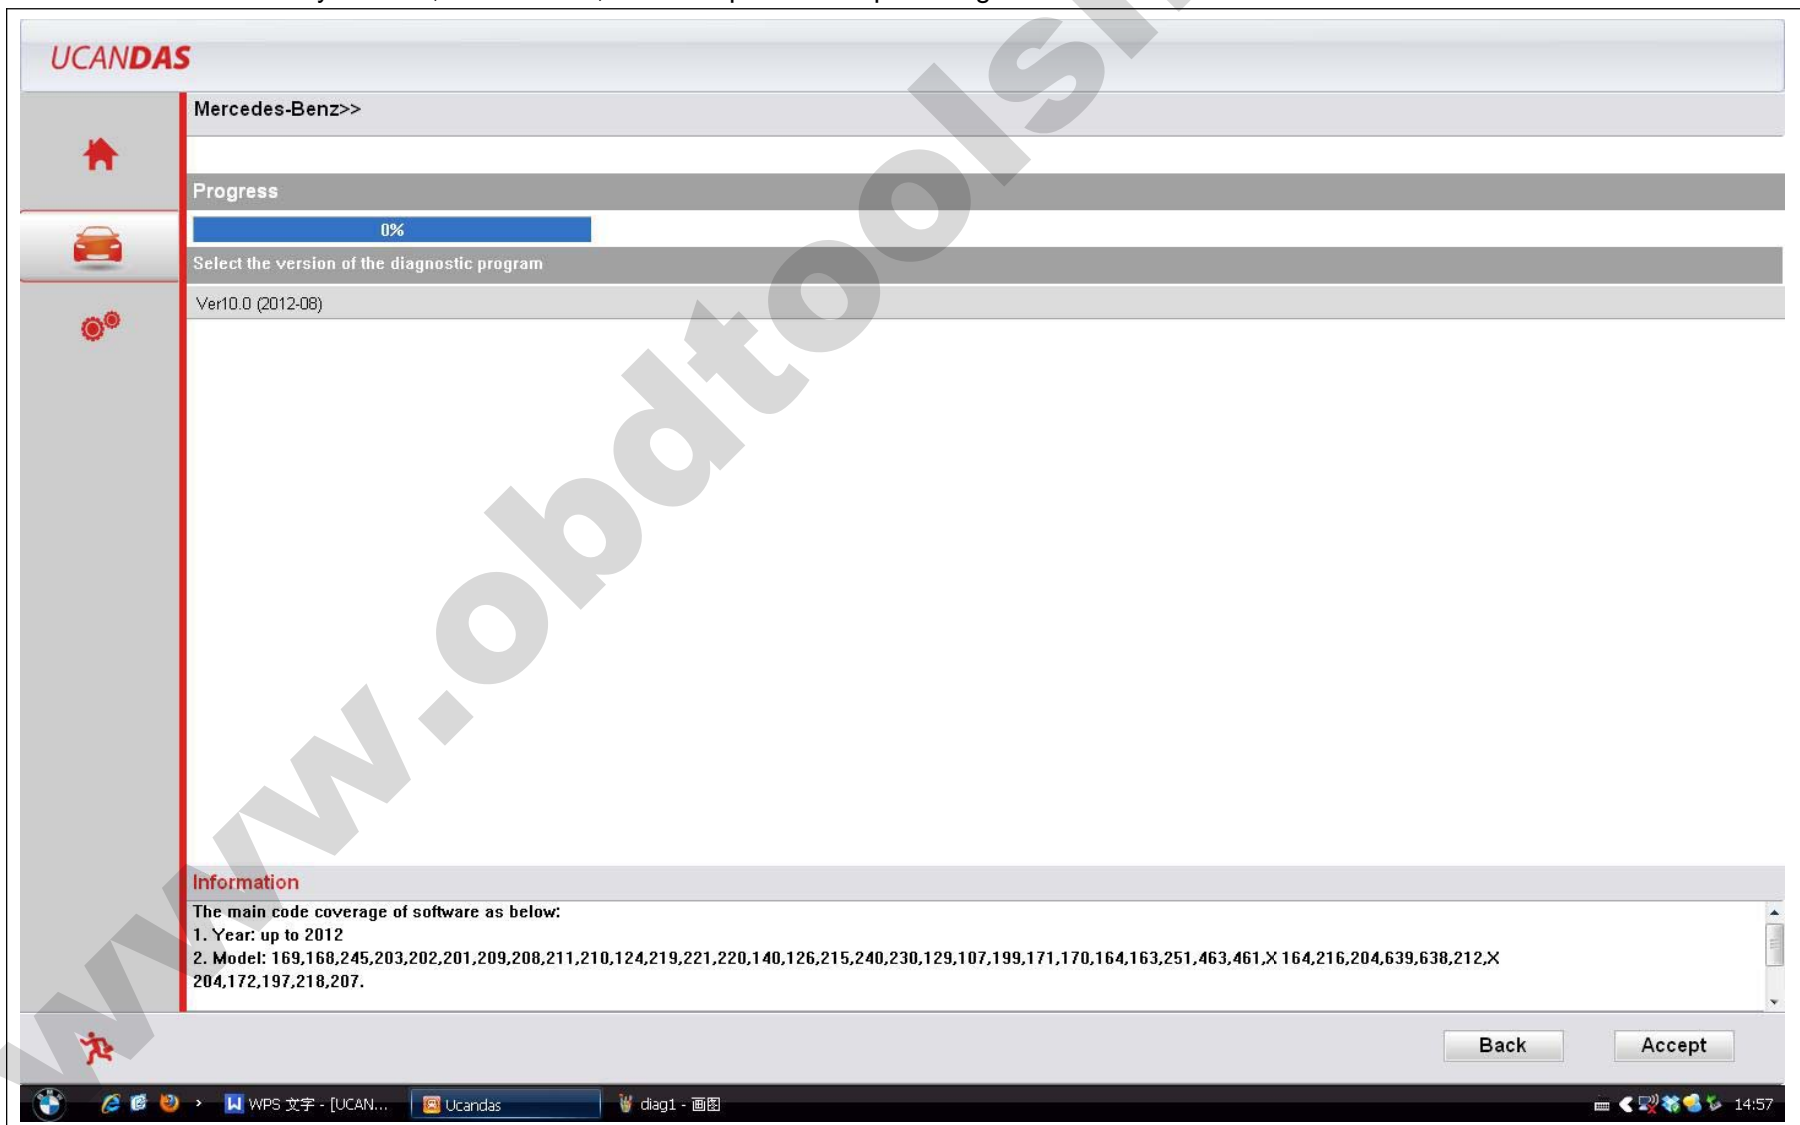 UCANDAS
Mercedes-Benz>>
Progress
0%
Select the version of the diagnostic program
Ver10.0 (2012-08)
Information
The main code coverage of software as below:
1. Year: up to 2012
2. Model: 169,168,245,203,202,201,209,208,211,210,124,219,221,220,140,126,215,240,230,129,107,199,171,170,164,163,251,463,461,X 164,216,204,639,638,212,X
204,172,197,218,207.
Back Accept
WPS 文字 - [UCAN... Ucandas diag1 - 画图 14:57
www.obdtools